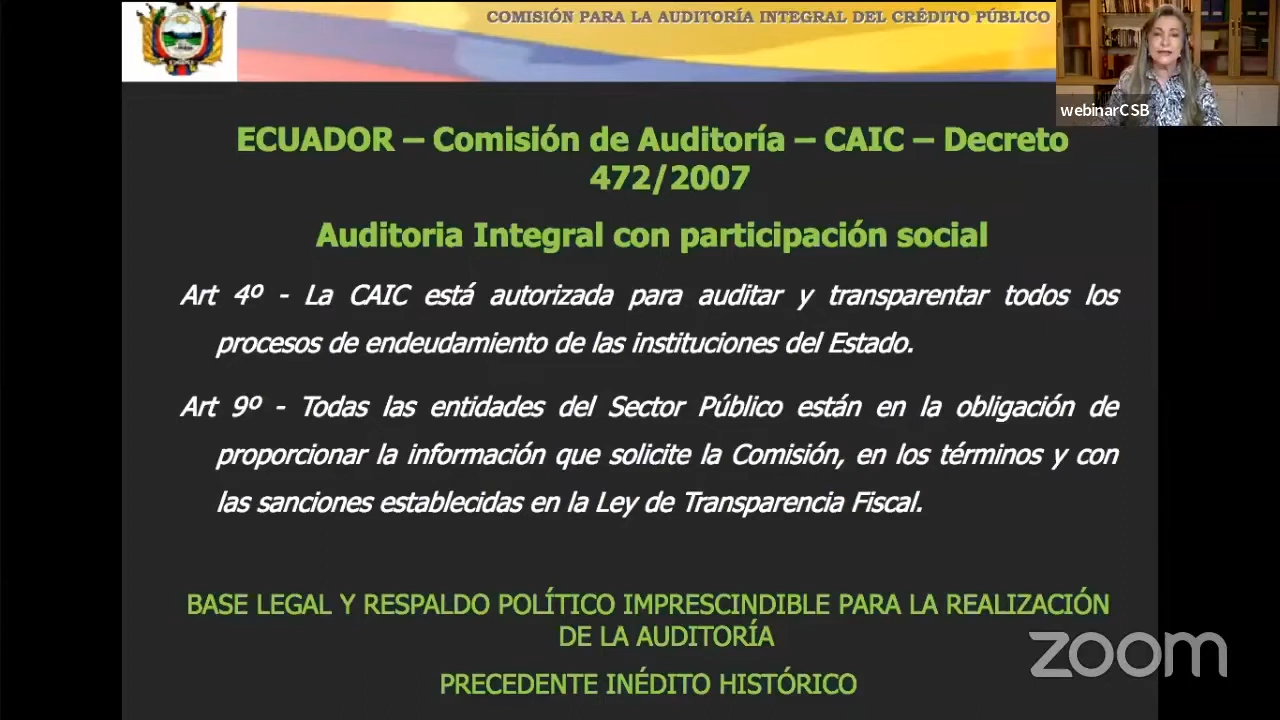 COMISIÓN PARA LA AUDITORÍA INTEGRAL DEL CRÉDITO PÚBLICO
webinarCSB
ECUADOR – Comisión de Auditoría – CAIC – Decreto
472/2007
Auditoria Integral con participación social
Art 4º - La CAIC está autorizada para auditar y transparentar todos los
procesos de endeudamiento de las instituciones del Estado.
Art 9º - Todas las entidades del Sector Público están en la obligación de
proporcionar la información que solicite la Comisión, en los términos y con
las sanciones establecidas en la Ley de Transparencia Fiscal.
BASE LEGAL Y RESPALDO POLÍTICO IMPRESCINDIBLE PARA LA REALIZACIÓN
DE LA AUDITORÍA
PRECEDENTE INÉDITO HISTÓRICO
zoom